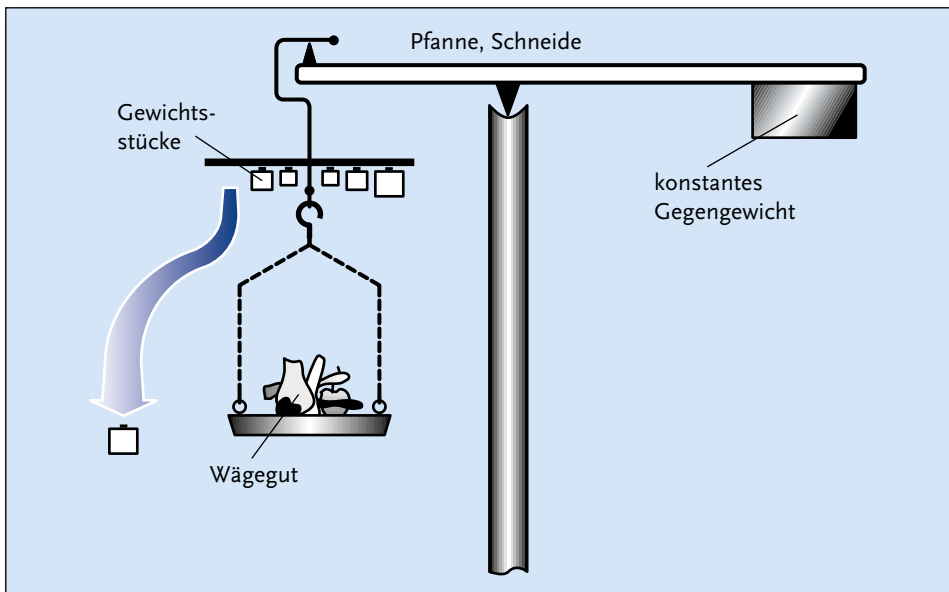 Pfanne, Schneide
Gewichts-
stücke
konstantes
Gegengewicht
Wägegut